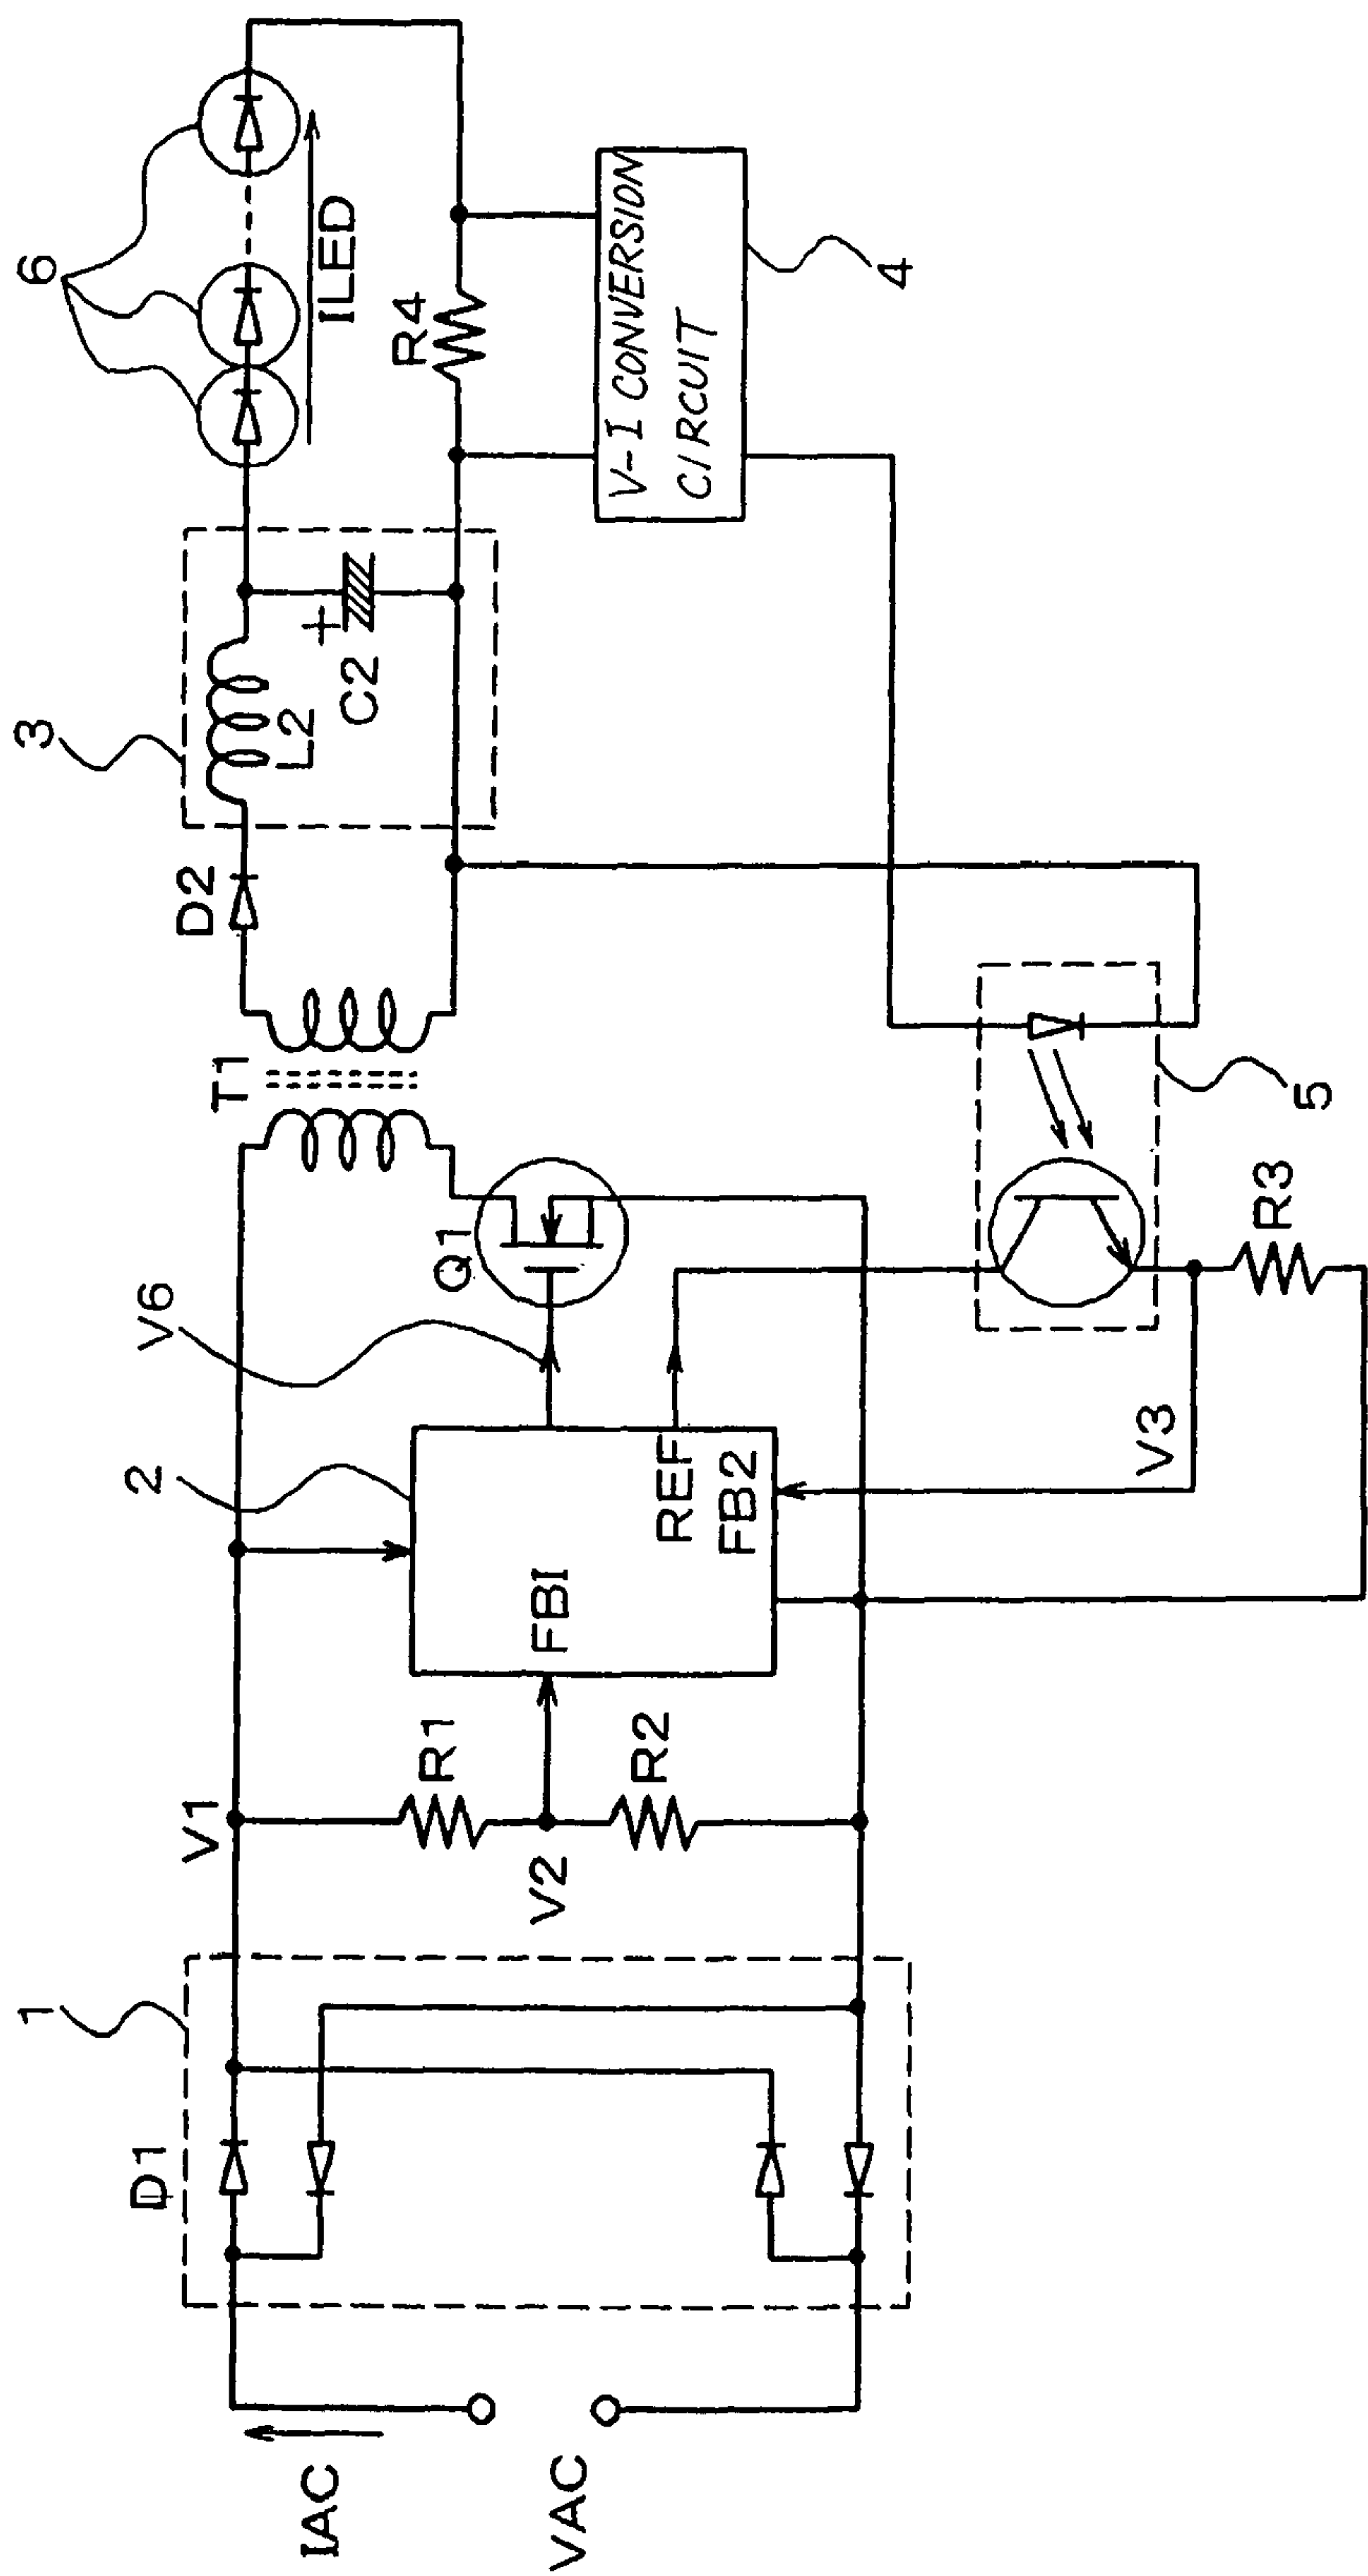 IAC
VAC
1
D1
V1
R1
V2
R2
2
FBI
REF
FB2
V6
Q1
V3
T1
D2
3
L2
C2
+
6
ILED
R4
V-I CONVERSION
CIRCUIT
4
5
R3